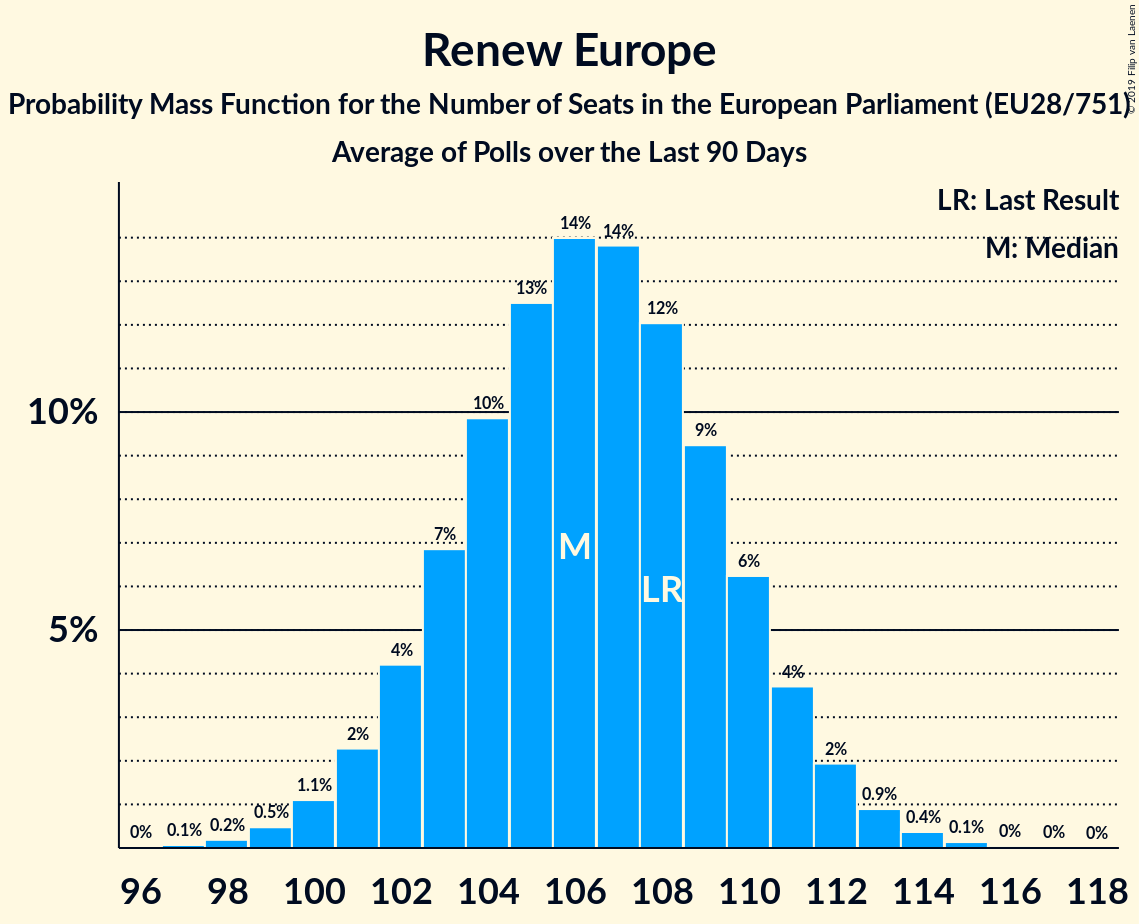 Renew Europe
Probability Mass Function for the Number of Seats in the European Parliament (EU28/751)
Average of Polls over the Last 90 Days
© 2019 Filip van Laenen
LR: Last Result
M: Median
10%
5%
0%
0.1%
0.2%
0.5%
1.1%
2%
4%
7%
10%
13%
14%
14%
12%
9%
6%
4%
2%
0.9%
0.4%
0.1%
0%
0%
0%
M
LR
96 98 100 102 104 106 108 110 112 114 116 118